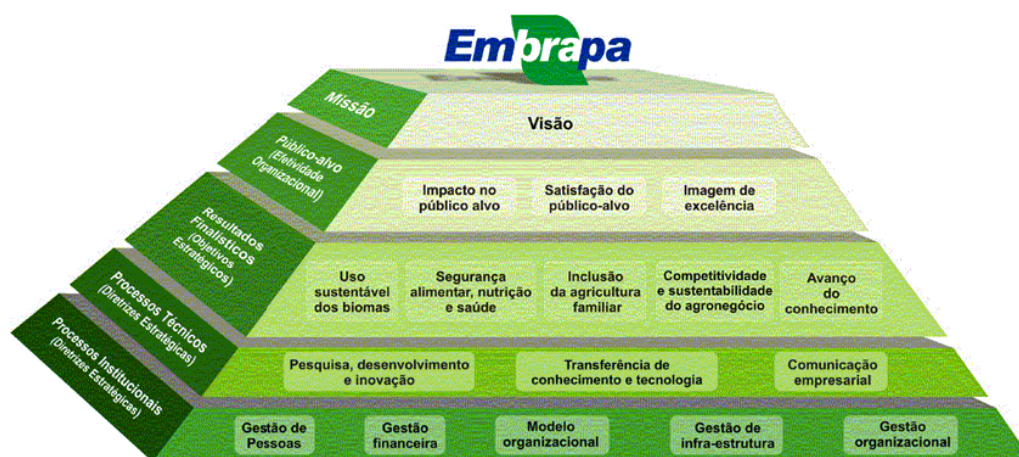 Embrapa
Missão
Visão
Público-alvo
(Efetividade
Organizacional)
Impacto no
público alvo
Satisfação do
público-alvo
Imagem de
excelência
Resultados
Finalísticos
(Objetivos
Estratégicos)
Uso
sustentável
dos biomas
Segurança
alimentar, nutrição
e saúde
Inclusão
da agricultura
familiar
Competitividade
e sustentabilidade
do agronegócio
Avanço
do
conhecimento
Processos Técnicos
(Diretrizes Estratégicas)
Pesquisa, desenvolvimento
e inovação
Transferência de
conhecimento e tecnologia
Comunicação
empresarial
Processos Institucionais
(Diretrizes Estratégicas)
Gestão de
Pessoas
Gestão
financeira
Modelo
organizacional
Gestão de
infra-estrutura
Gestão
organizacional